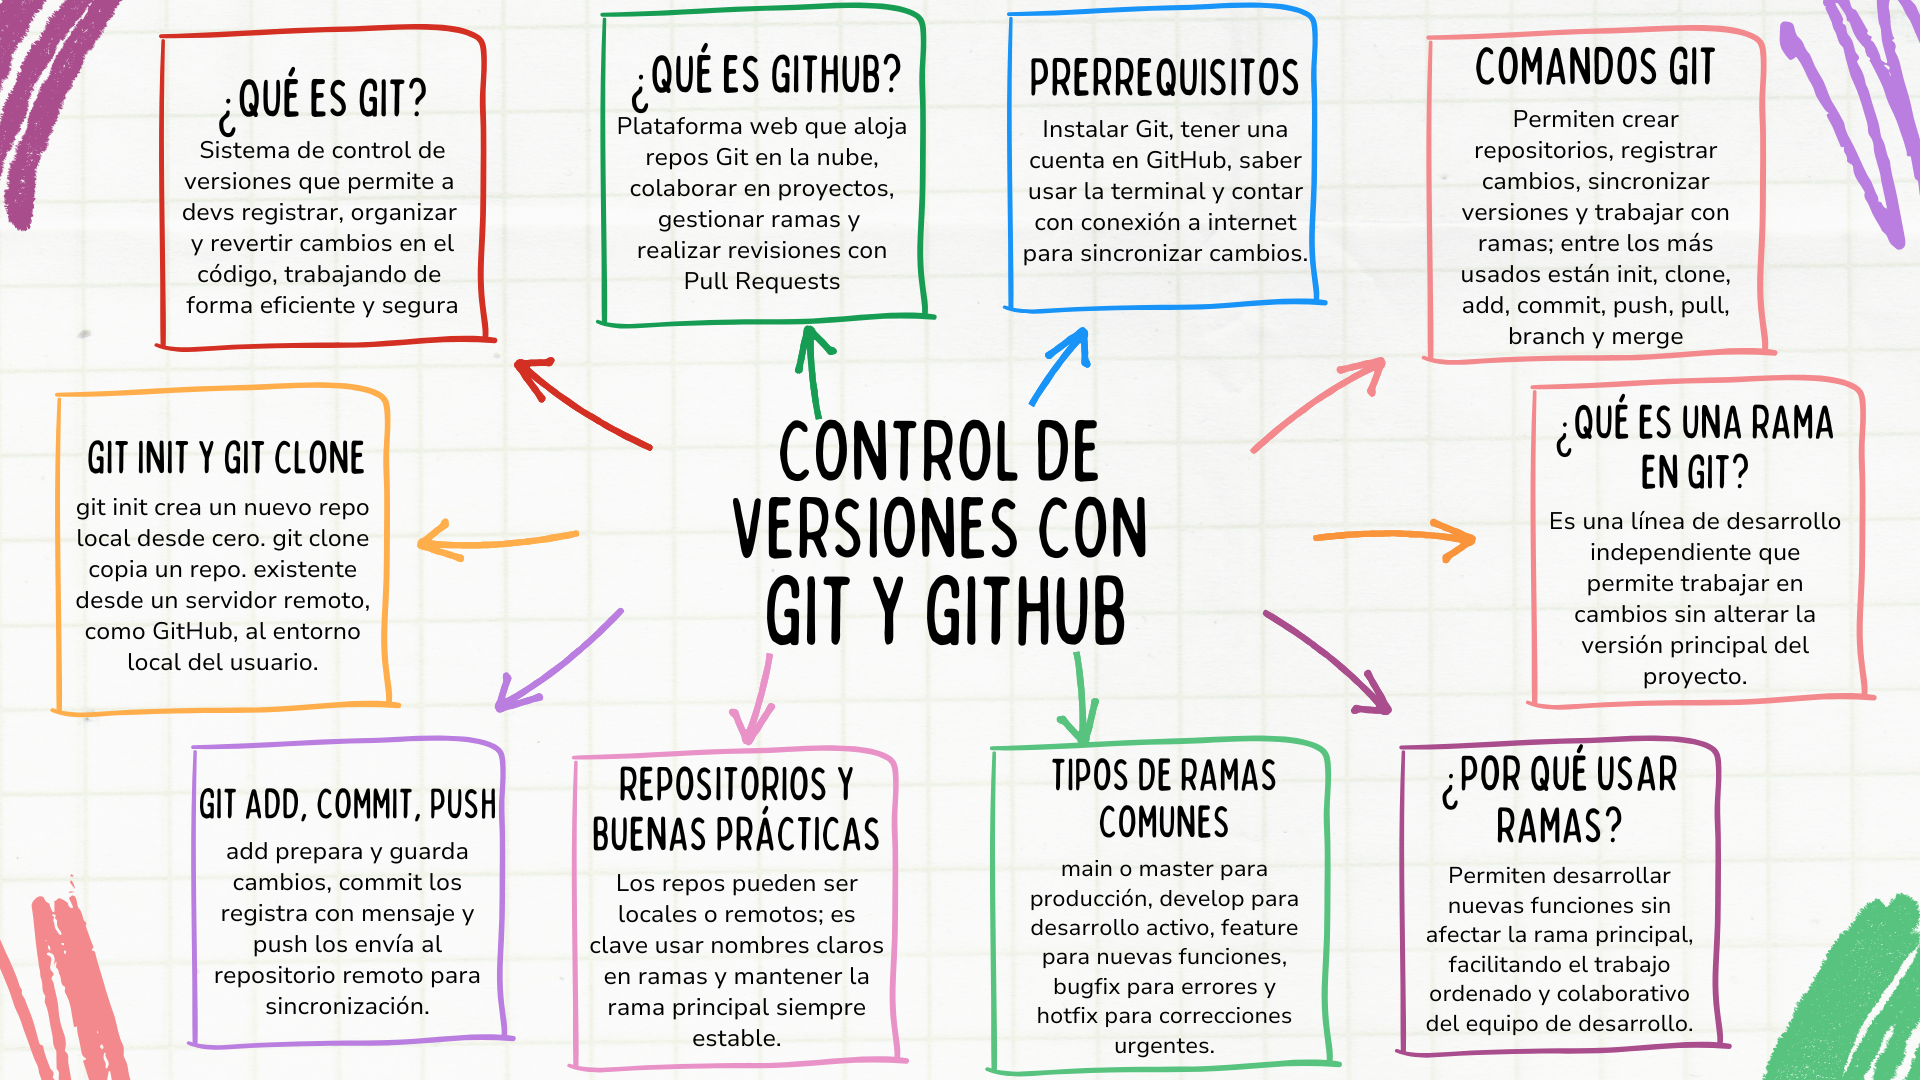 ¿QUÉ ES GIT?
Sistema de control de
versiones que permite a
devs registrar, organizar
y revertir cambios en el
código, trabajando de
forma eficiente y segura
¿QUÉ ES GITHUB?
Plataforma web que aloja
repos Git en la nube,
colaborar en proyectos,
gestionar ramas y
realizar revisiones con
Pull Requests
PRERREQUISITOS
Instalar Git, tener una
cuenta en GitHub, saber
usar la terminal y contar
con conexión a internet
para sincronizar cambios.
COMANDOS GIT
Permiten crear
repositorios, registrar
cambios, sincronizar
versiones y trabajar con
ramas; entre los más
usados están init, clone,
add, commit, push, pull,
branch y merge
GIT INIT Y GIT CLONE
git init crea un nuevo repo
local desde cero. git clone
copia un repo. existente
desde un servidor remoto,
como GitHub, al entorno
local del usuario.
CONTROL DE
VERSIONES CON
GIT Y GITHUB
¿QUÉ ES UNA RAMA
EN GIT?
Es una línea de desarrollo
independiente que
permite trabajar en
cambios sin alterar la
versión principal del
proyecto.
GIT ADD, COMMIT, PUSH
add prepara y guarda
cambios, commit los
registra con mensaje y
push los envía al
repositorio remoto para
sincronización.
REPOSITORIOS Y
BUENAS PRÁCTICAS
Los repos pueden ser
locales o remotos; es
clave usar nombres claros
en ramas y mantener la
rama principal siempre
estable.
TIPOS DE RAMAS
COMUNES
main o master para
producción, develop para
desarrollo activo, feature
para nuevas funciones,
bugfix para errores y
hotfix para correcciones
urgentes.
¿POR QUÉ USAR
RAMAS?
Permiten desarrollar
nuevas funciones sin
afectar la rama principal,
facilitando el trabajo
ordenado y colaborativo
del equipo de desarrollo.